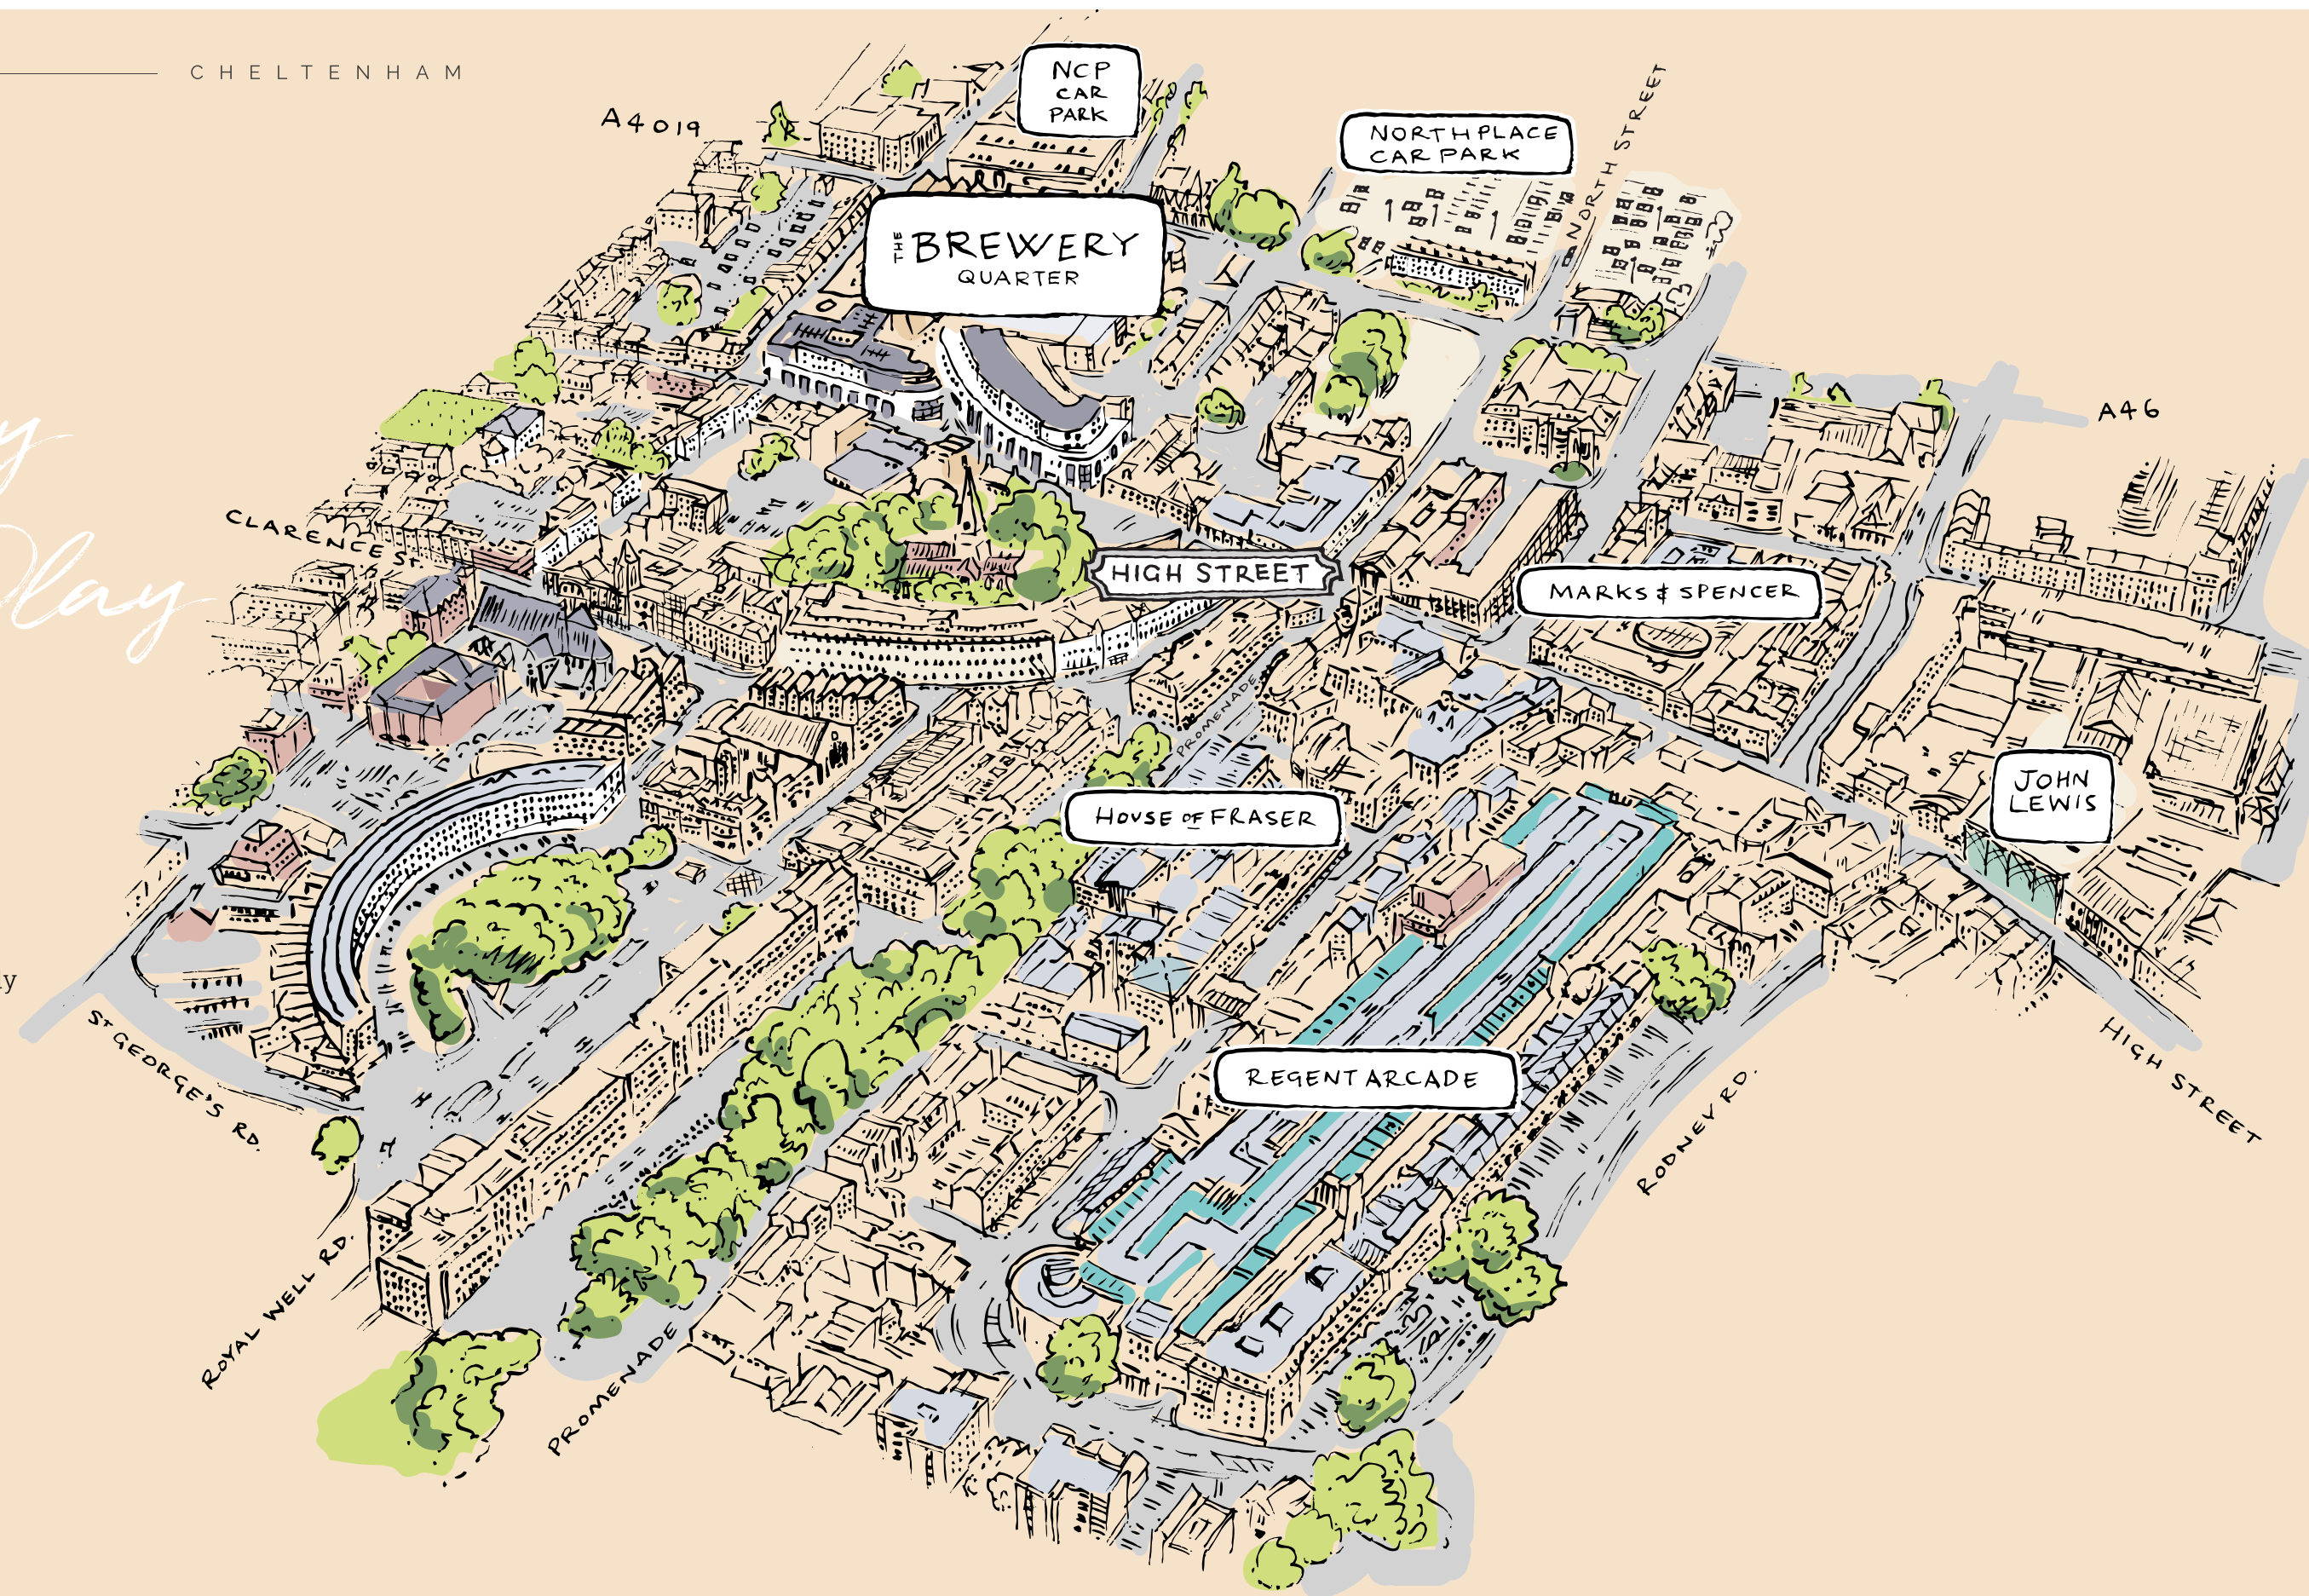 CHELTENHAM
NCP
CAR
PARK
A4019
NORTH PLACE
CAR PARK
NORTH STREET
THE BREWERY
QUARTER
A46
CLARENCE ST
HIGH STREET
MARKS & SPENCER
PROMENADE
JOHN
LEWIS
HOUSE OF FRASER
ST GEORGE'S RD.
REGENT ARCADE
HIGH STREET
RODNEY RD.
ROYAL WELL RD.
PROMENADE